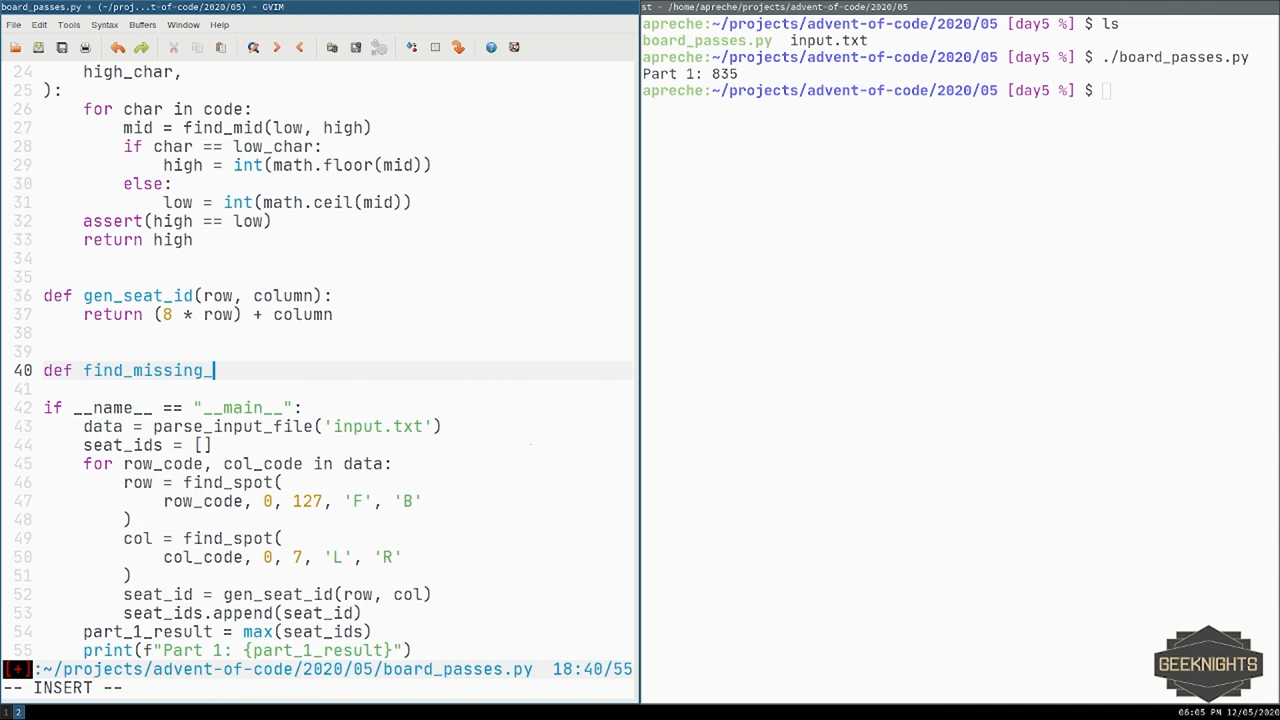 board_passes.py + (~/proj...t-of-code/2020/05) - GVIM
File Edit Tools Syntax Buffers Window Help
24 high_char,
25 ):
26 for char in code:
27 mid = find_mid(low, high)
28 if char == low_char:
29 high = int(math.floor(mid))
30 else:
31 low = int(math.ceil(mid))
32 assert(high == low)
33 return high
34
35
36 def gen_seat_id(row, column):
37 return (8 * row) + column
38
39
40 def find_missing_
41
42 if __name__ == "__main__":
43 data = parse_input_file('input.txt')
44 seat_ids = []
45 for row_code, col_code in data:
46 row = find_spot(
47 row_code, 0, 127, 'F', 'B'
48 )
49 col = find_spot(
50 col_code, 0, 7, 'L', 'R'
51 )
52 seat_id = gen_seat_id(row, col)
53 seat_ids.append(seat_id)
54 part_1_result = max(seat_ids)
55 print(f"Part 1: {part_1_result}")
[+]:~/projects/advent-of-code/2020/05/board_passes.py 18:40/55
-- INSERT --
st - /home/apreche/projects/advent-of-code/2020/05
apreche:~/projects/advent-of-code/2020/05 [day5 %] $ ls
board_passes.py input.txt
apreche:~/projects/advent-of-code/2020/05 [day5 %] $ ./board_passes.py
Part 1: 835
apreche:~/projects/advent-of-code/2020/05 [day5 %] $
GEEKNIGHTS
1 2
06:05 PM 12/05/2020